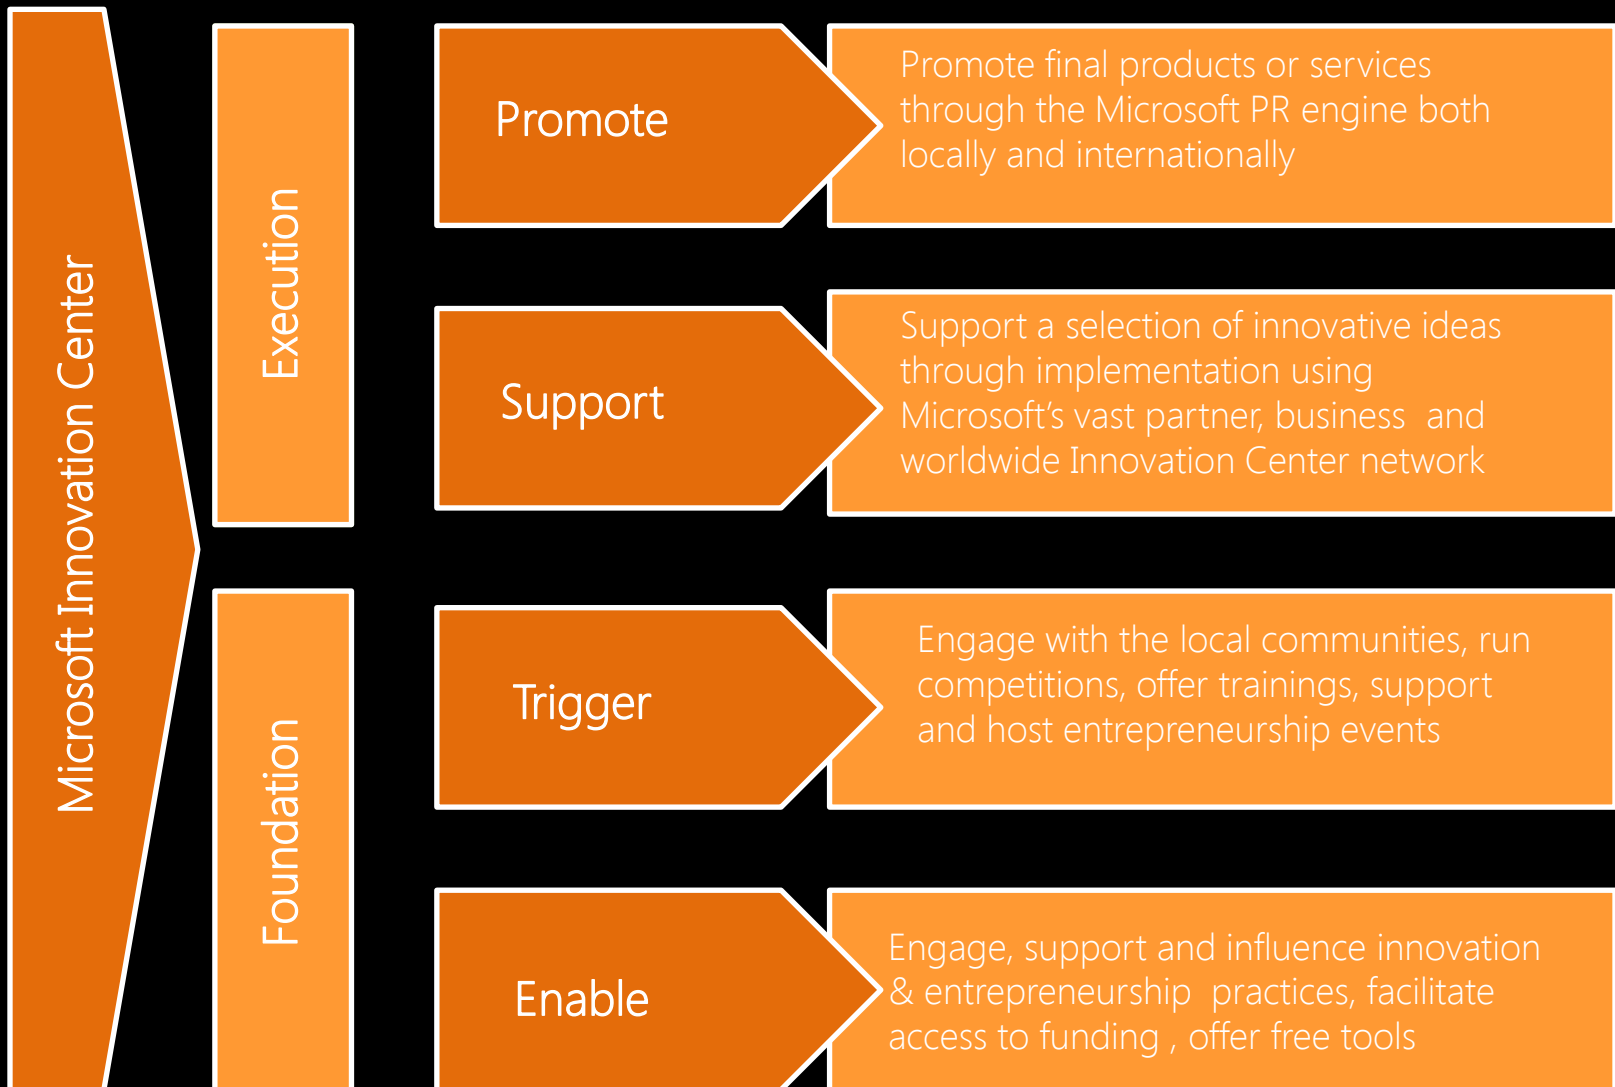 Microsoft Innovation Center
Execution
Promote
Promote final products or services
through the Microsoft PR engine both
locally and internationally
Support
Support a selection of innovative ideas
through implementation using
Microsoft’s vast partner, business  and
worldwide Innovation Center network
Foundation
Trigger
Engage with the local communities, run
competitions, offer trainings, support
and host entrepreneurship events
Enable
Engage, support and influence innovation
& entrepreneurship  practices, facilitate
access to funding , offer free tools